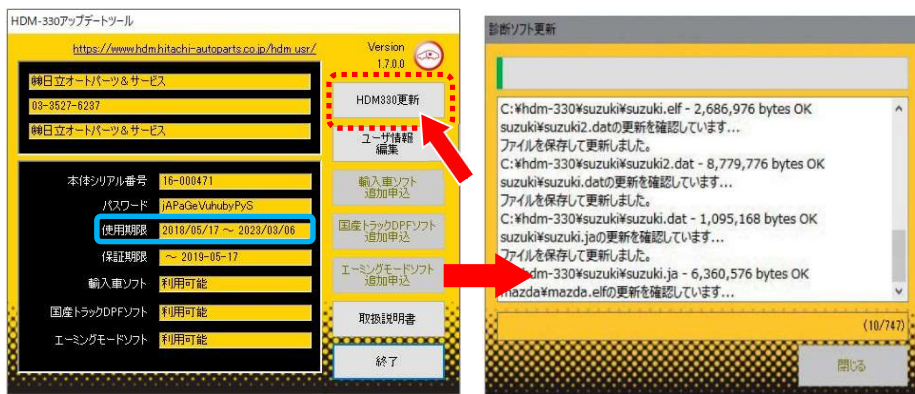 HDM-330アップデートツール
https://www.hdm.hitachi-autoparts.co.jp/hdm_usr/
Version
1.7.0.0
㈱日立オートパーツ&サービス
03-3527-6237
㈱日立オートパーツ&サービス
HDM330更新
ユーザ情報
編集
本体シリアル番号 16-000471
パスワード jAPaGeVuhubyPyS
使用期限 2018/05/17 ～ 2023/03/06
保証期限 ～ 2019-05-17
輸入車ソフト 利用可能
国産トラックDPFソフト 利用可能
エーミングモードソフト 利用可能
輸入車ソフト
追加申込
国産トラックDPFソフト
追加申込
エーミングモードソフト
追加申込
取扱説明書
終了
診断ソフト更新
C:¥hdm-330¥suzuki¥suzuki.elf - 2,686,976 bytes OK
suzuki¥suzuki2.datの更新を確認しています...
ファイルを保存して更新しました。
C:¥hdm-330¥suzuki¥suzuki2.dat - 8,779,776 bytes OK
suzuki¥suzuki.datの更新を確認しています...
ファイルを保存して更新しました。
C:¥hdm-330¥suzuki¥suzuki.dat - 1,095,168 bytes OK
suzuki¥suzuki.jaの更新を確認しています...
ファイルを保存して更新しました。
hdm-330¥suzuki¥suzuki.ja - 6,360,576 bytes OK
mazda¥mazda.elfの更新を確認しています...
(10/747)
閉じる